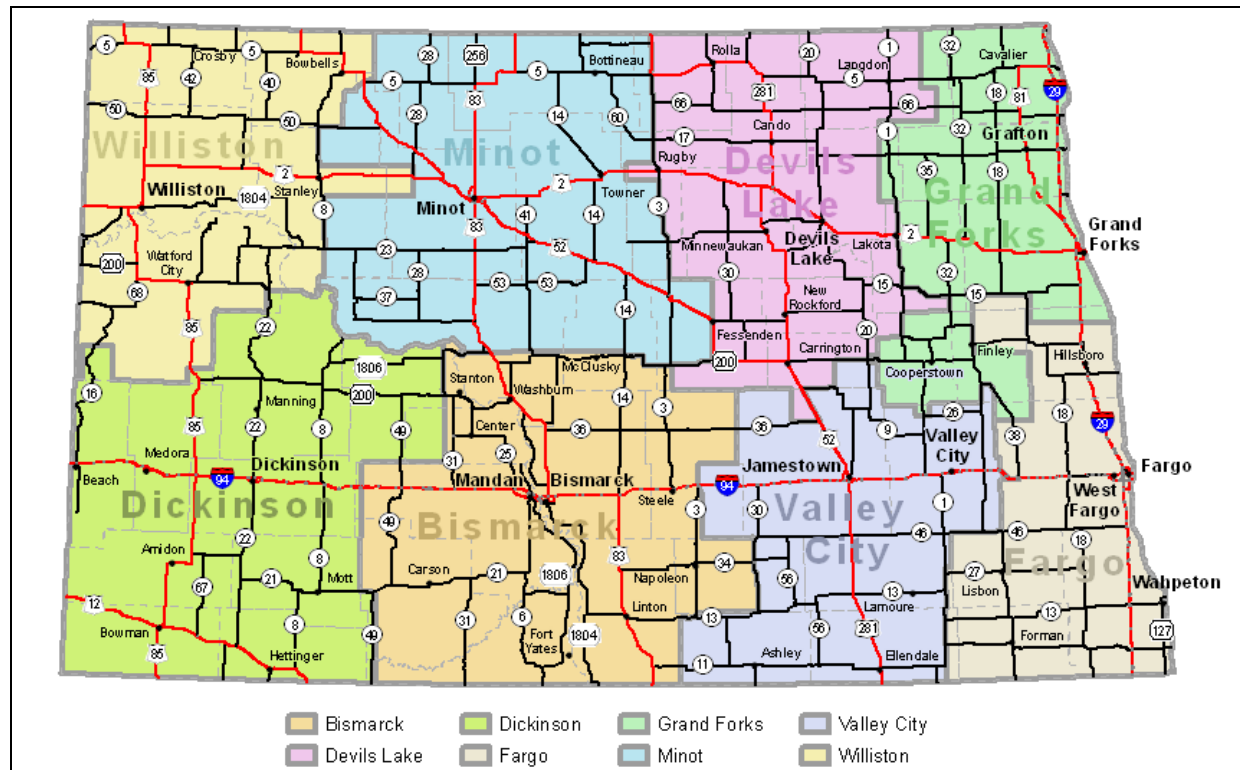 5
Crosby
5
Bowbells
85
42
40
50
50
Williston
2
Stanley
Williston
1804
8
200
Watford
City
68
85
23
22
28
256
Bottineau
5
5
83
28
14
60
Minot
Minot
2
Towner
Rugby
83
41
14
3
52
28
53
53
37
14
Rolla
20
1
Langdon
5
281
66
66
Cando
17
1
Devils
Lake
Minnewaukan
Devils
Lake
Lakota
30
New
Rockford
15
20
Fessenden
200
Carrington
32
Cavalier
29
18
81
32
Grafton
35
18
Grand
Forks
Grand
Forks
2
32
15
Finley
Cooperstown
Hillsboro
16
1806
200
Manning
85
22
8
49
Medora
94
Dickinson
Beach
Dickinson
22
Amidon
8
67
21
Mott
12
Bowman
8
85
Hettinger
49
Stanton
McClusky
Washburn
14
3
Center
36
36
31
25
Mandan
Bismarck
Steele
49
Bismarck
3
83
1806
Carson
21
Napoleon
34
Linton
31
6
Fort
Yates
1804
52
9
26
Valley
City
Jamestown
94
30
Valley
City
1
46
56
13
Lamoure
13
56
281
11
Ashley
Ellendale
38
18
29
Fargo
West
Fargo
46
18
Fargo
27
Lisbon
Wahpeton
13
Forman
127
Bismarck
Dickinson
Grand Forks
Valley City
Devils Lake
Fargo
Minot
Williston